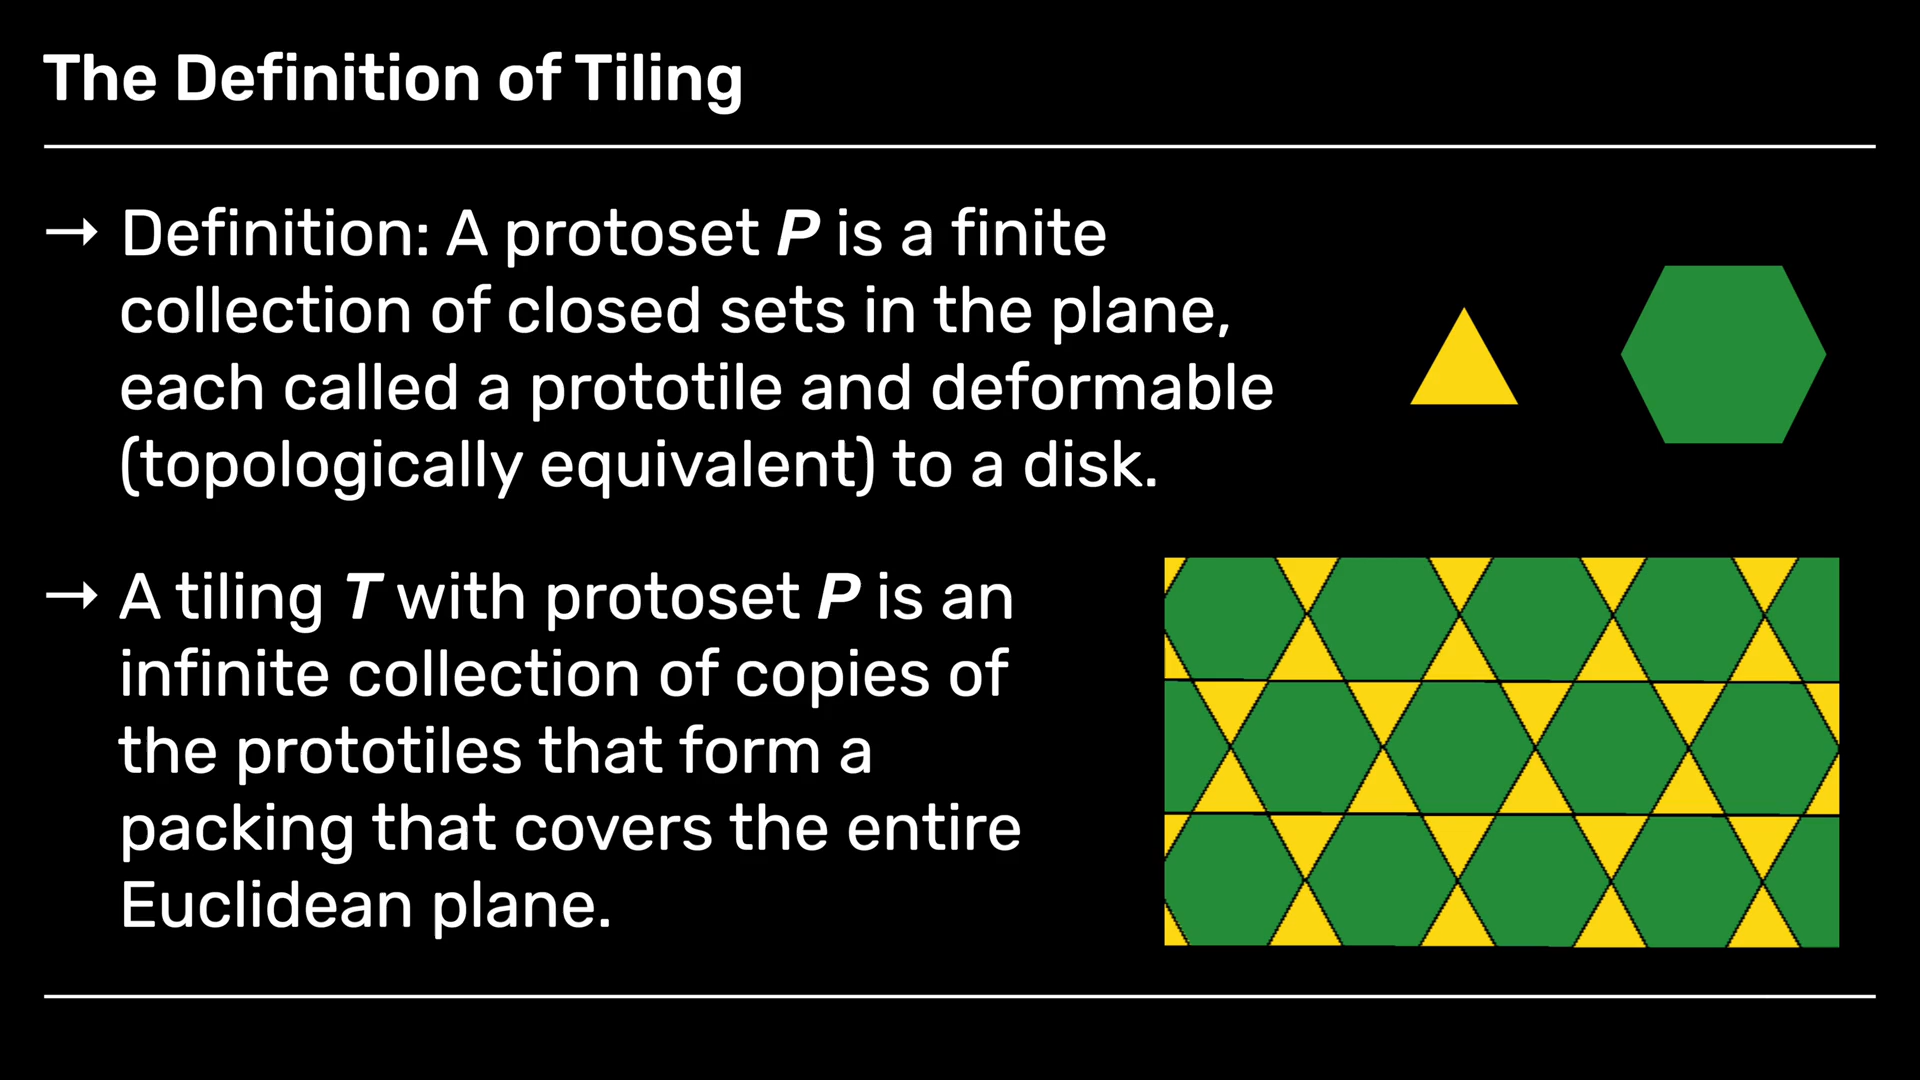 The Definition of Tiling
→ Definition: A protoset P is a finite
collection of closed sets in the plane,
each called a prototile and deformable
(topologically equivalent) to a disk.
→ A tiling T with protoset P is an
infinite collection of copies of
the prototiles that form a
packing that covers the entire
Euclidean plane.